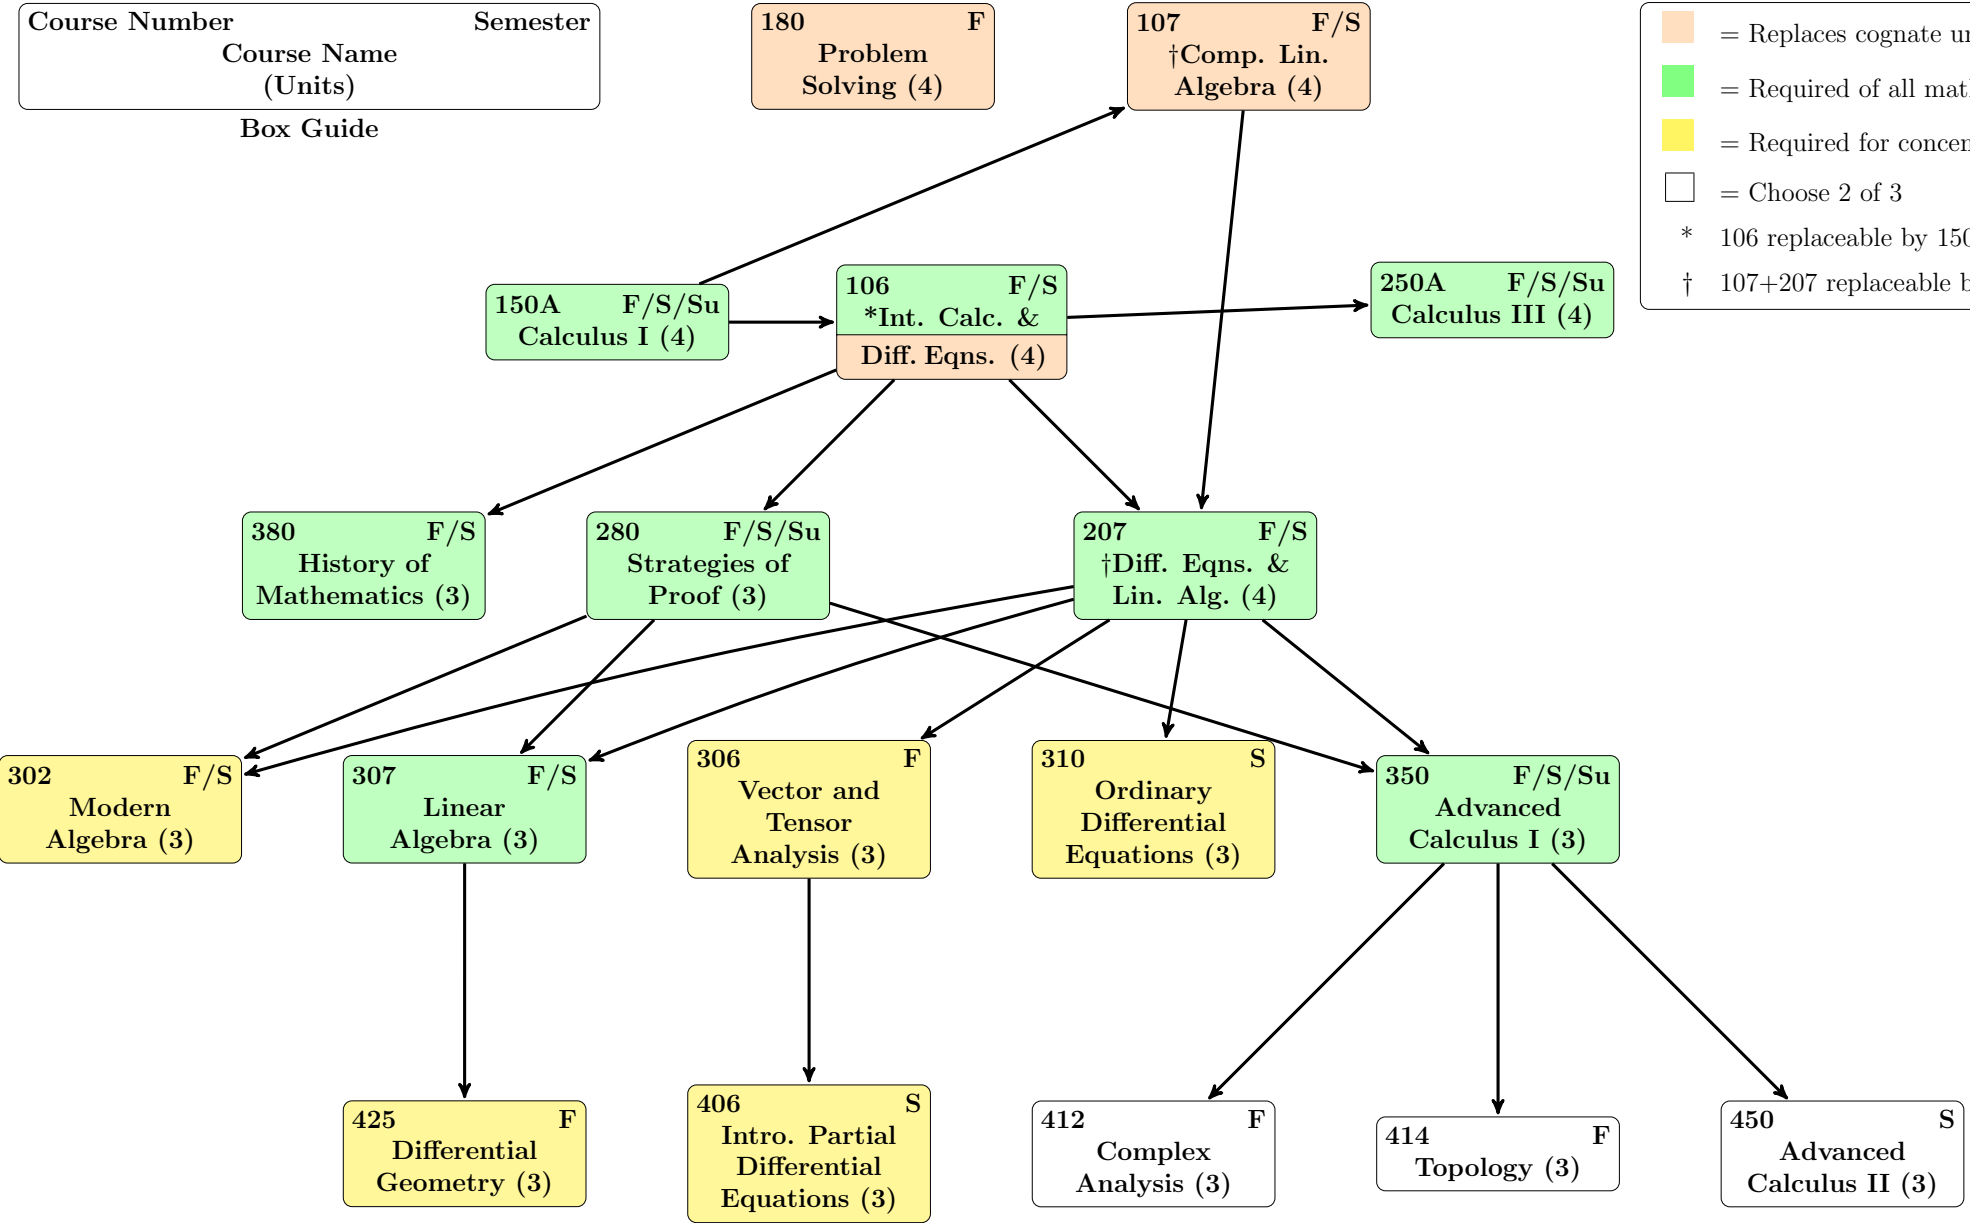 Course Number Semester
Course Name
(Units)
Box Guide
180 F
Problem
Solving (4)
107 F/S
†Comp. Lin.
Algebra (4)
= Replaces cognate
= Required of all
= Required for
= Choose 2 of 3
* 106 replaceable by
† 107+207 replaceable
150A F/S/Su
Calculus I (4)
106 F/S
*Int. Calc. &
Diff. Eqns. (4)
250A F/S/Su
Calculus III (4)
380 F/S
History of
Mathematics (3)
280 F/S/Su
Strategies of
Proof (3)
207 F/S
†Diff. Eqns. &
Lin. Alg. (4)
302 F/S
Modern
Algebra (3)
307 F/S
Linear
Algebra (3)
306 F
Vector and
Tensor
Analysis (3)
310 S
Ordinary
Differential
Equations (3)
350 F/S/Su
Advanced
Calculus I (3)
425 F
Differential
Geometry (3)
406 S
Intro. Partial
Differential
Equations (3)
412 F
Complex
Analysis (3)
414 F
Topology (3)
450 S
Advanced
Calculus II (3)